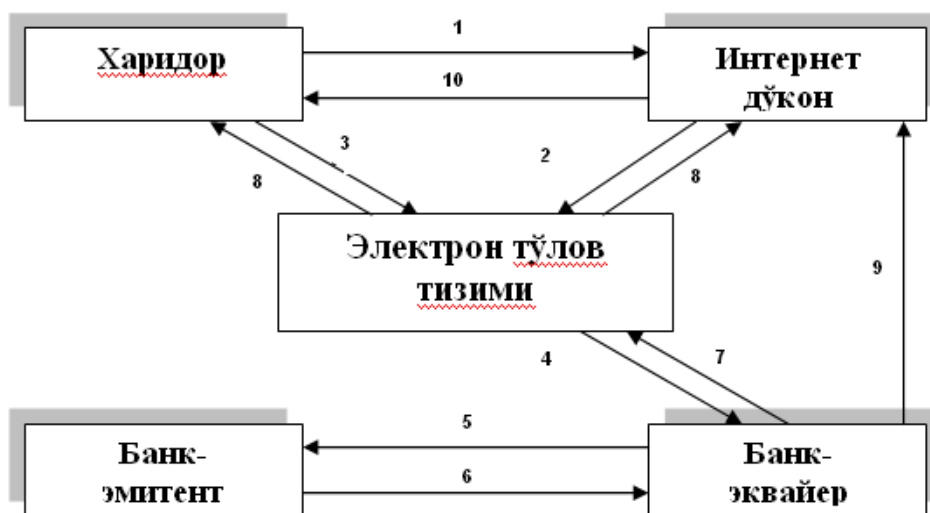 Харидор
1
10
Интернет
дўкон
3
8
2
8
Электрон тўлов
тизими
9
4
7
Банк-
эмитент
5
6
Банк-
эквайер